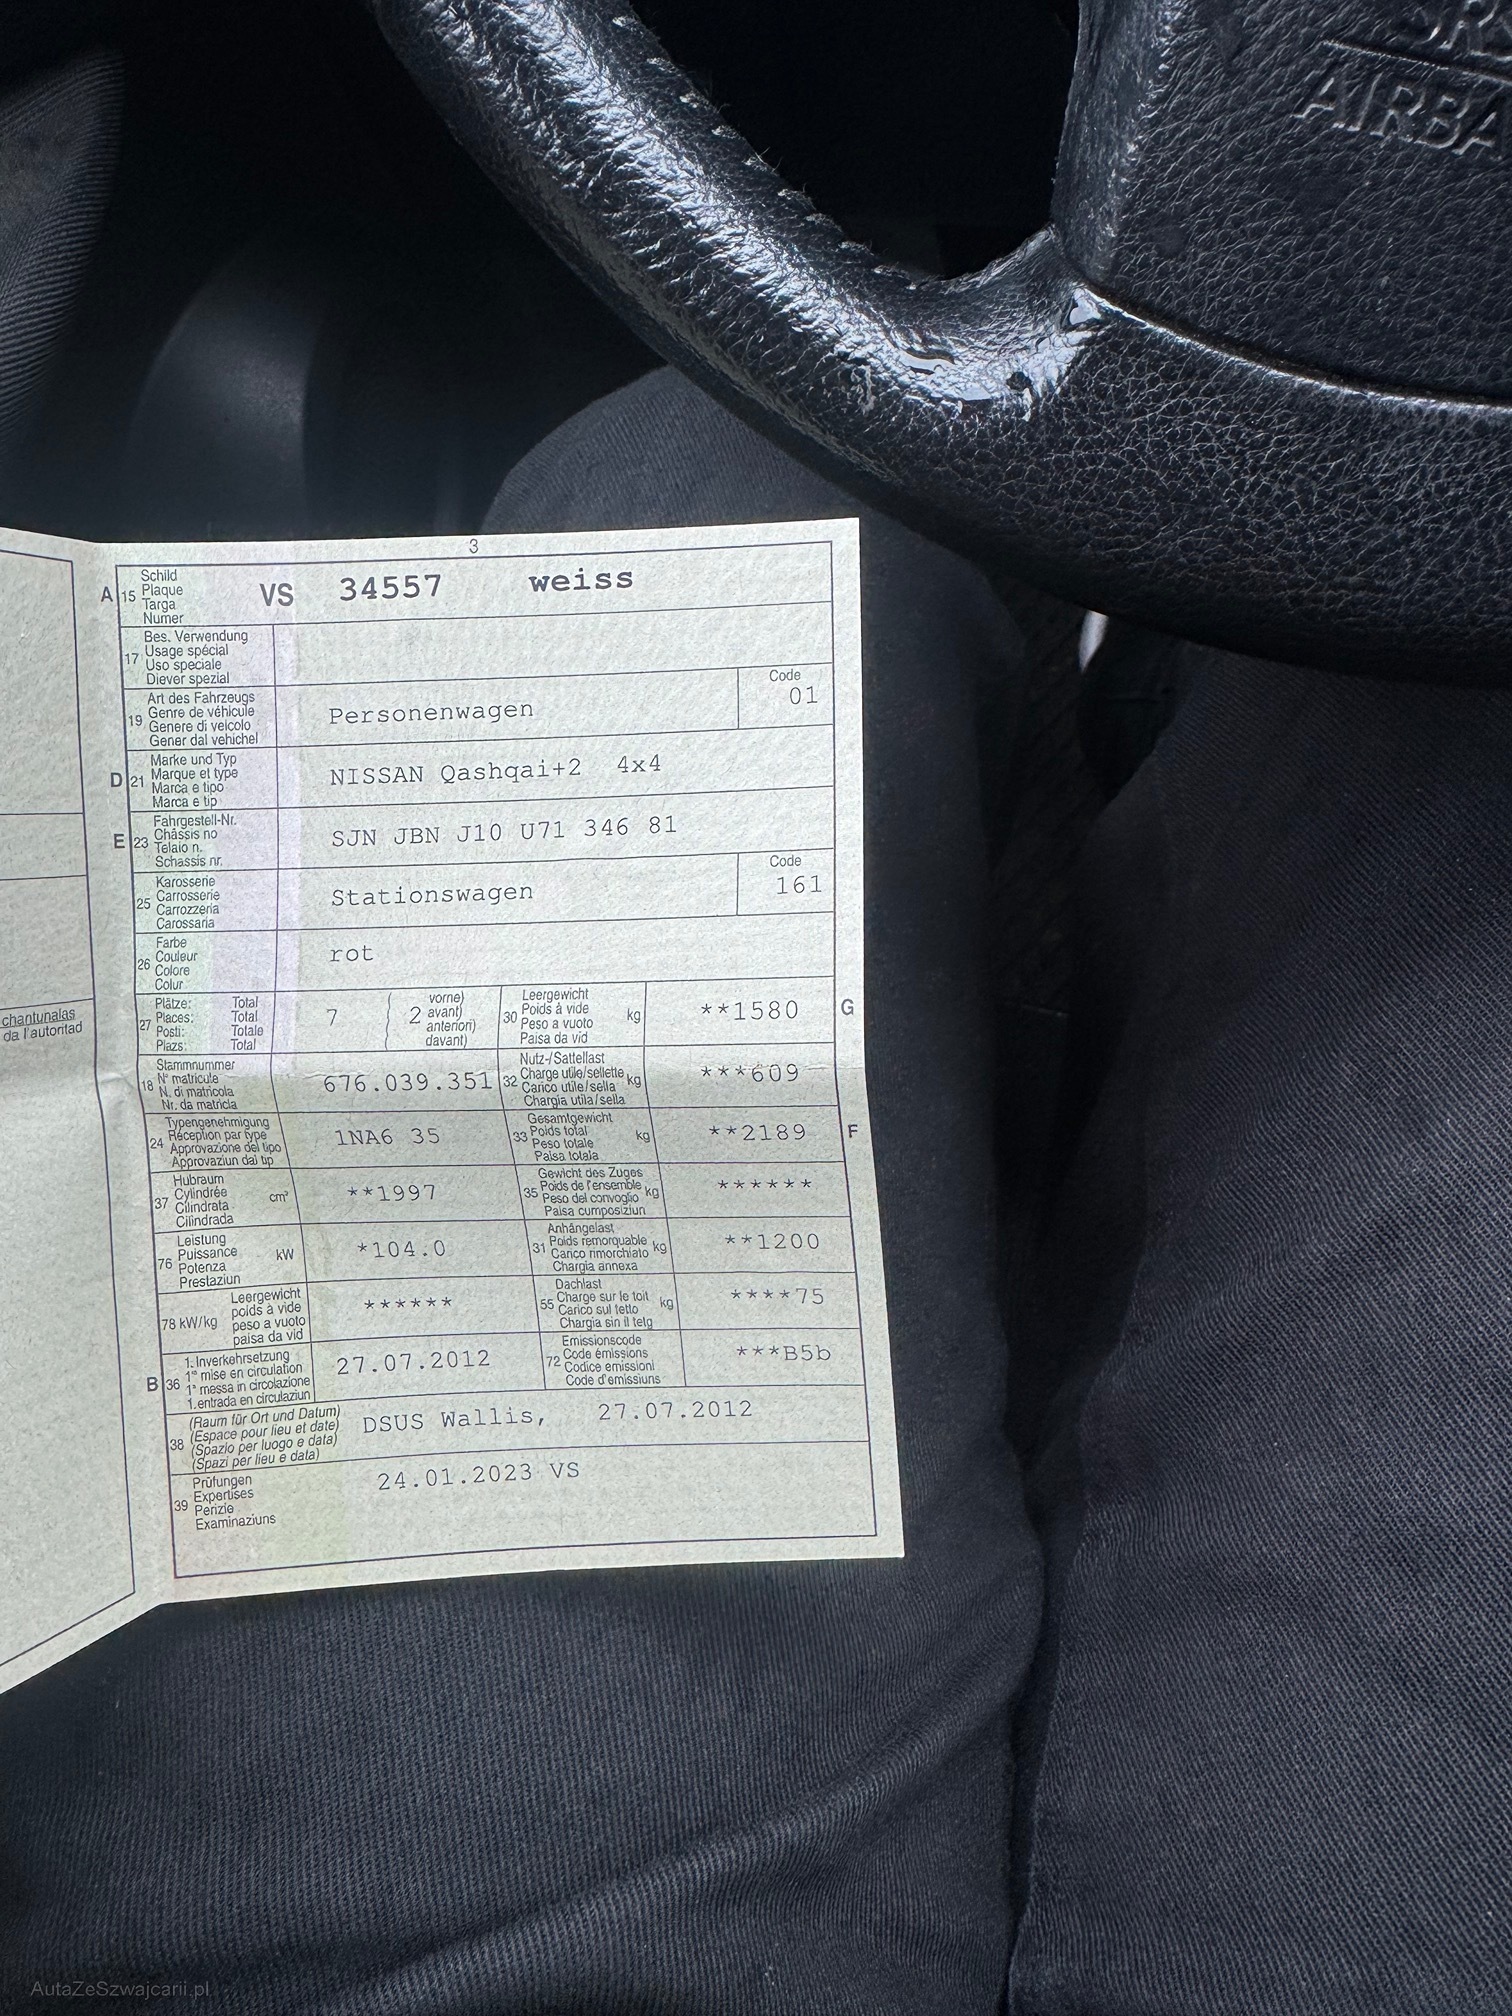 SRS
AIRBA
3
A 15 Schild
Plaque
Targa
Numer
VS 34557 weiss
17 Bes. Verwendung
Usage spécial
Uso speciale
Diever spezial
19 Art des Fahrzeugs
Genre de véhicule
Genere di veicolo
Gener dal vehichel
Personenwagen
Code
01
D 21 Marke und Typ
Marque et type
Marca e tipo
Marca e tip
NISSAN Qashqai+2 4x4
E 23 Fahrgestell-Nr.
Châssis no
Telaio n.
Schassis nr.
SJN JBN J10 U71 346 81
25 Karosserie
Carrosserie
Carrozzeria
Carossaria
Stationswagen
Code
161
26 Farbe
Couleur
Colore
Colur
rot
27 Plätze: Total
Places: Total
Posti: Totale
Plazs: Total
7 ( 2 vorne)
avant)
anteriori)
davant)
30 Leergewicht
Poids à vide
Peso a vuoto
Paisa da vid
kg
**1580 G
chantunalas
da l'autoritad
18 Stammnummer
N° matricule
N. di matricola
Nr. da matricla
676.039.351
32 Nutz-/Sattellast
Charge utile/sellette
Carico utile/sella
Chargia utila/sella
kg
***609
24 Typengenehmigung
Réception par type
Approvazione del tipo
Approvaziun dal tip
1NA6 35
33 Gesamtgewicht
Poids total
Peso totale
Paisa totala
kg
**2189 F
37 Hubraum
Cylindrée
Cilindrata
Cilindrada
cm³
**1997
35 Gewicht des Zuges
Poids de l'ensemble
Peso del convoglio
Paisa cumposiziun
kg
******
76 Leistung
Puissance
Potenza
Prestaziun
kW
*104.0
31 Anhängelast
Poids remorquable
Carico rimorchiato
Chargia annexa
kg
**1200
78 kW/kg Leergewicht
poids à vide
peso a vuoto
paisa da vid
******
55 Dachlast
Charge sur le toit
Carico sul tetto
Chargia sin il tetg
kg
****75
B 36 1. Inverkehrsetzung
1re mise en circulation
1a messa in circolazione
1. entrada en circulaziun
27.07.2012
72 Emissionscode
Code émissions
Codice emissioni
Code d'emissiuns
***B5b
38 (Raum für Ort und Datum)
(Espace pour lieu et date)
(Spazio per luogo e data)
(Spazi per lieu e data)
DSUS Wallis, 27.07.2012
39 Prüfungen
Expertises
Perizie
Examinaziuns
24.01.2023 VS
AutaZeSzwajcarii.pl